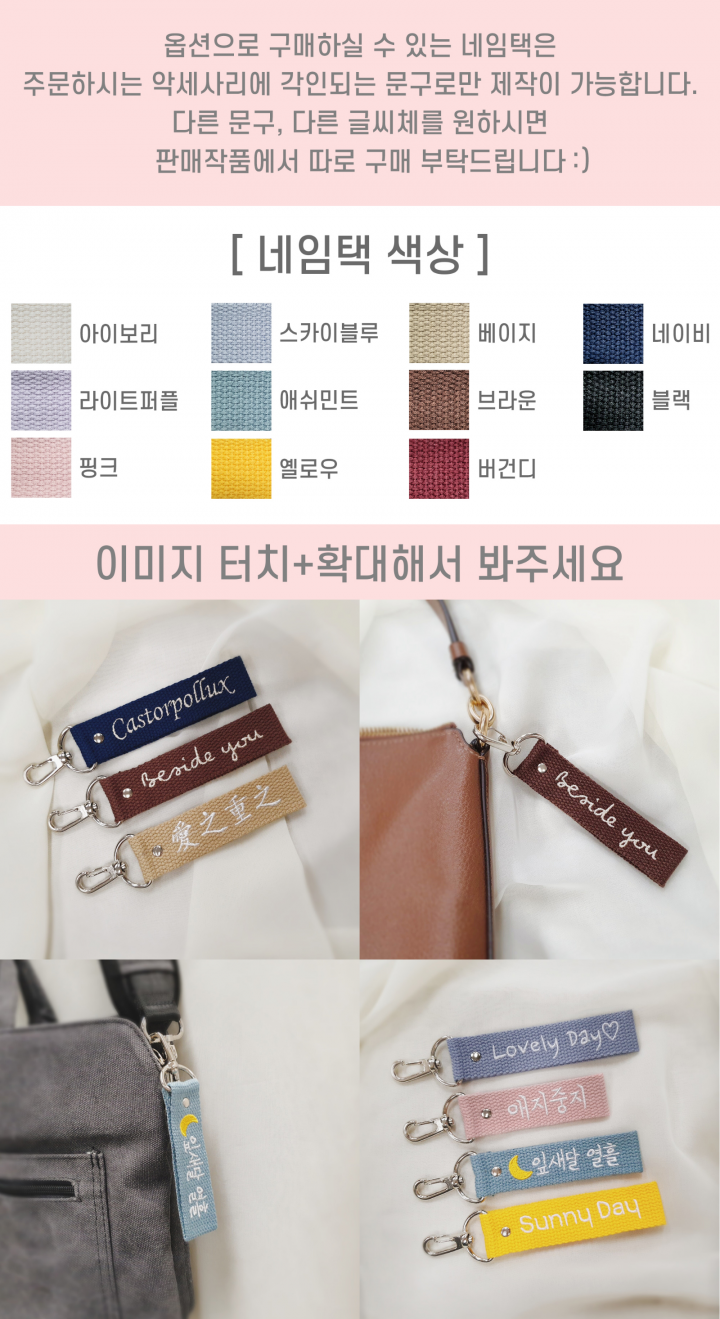 옵션으로 구매하실 수 있는 네임택은
주문하시는 악세사리에 각인되는 문구로만 제작이 가능합니다.
다른 문구, 다른 글씨체를 원하시면
판매작품에서 따로 구매 부탁드립니다 :)
[ 네임택 색상 ]
아이보리 스카이블루 베이지 네이비
라이트퍼플 애쉬민트 브라운 블랙
핑크 옐로우 버건디
이미지 터치+확대해서 봐주세요
Castorpollux
Beside you
愛之重之
Beside you
잎새달 열흘
Lovely Day♡
애지중지
잎새달 열흘
Sunny Day